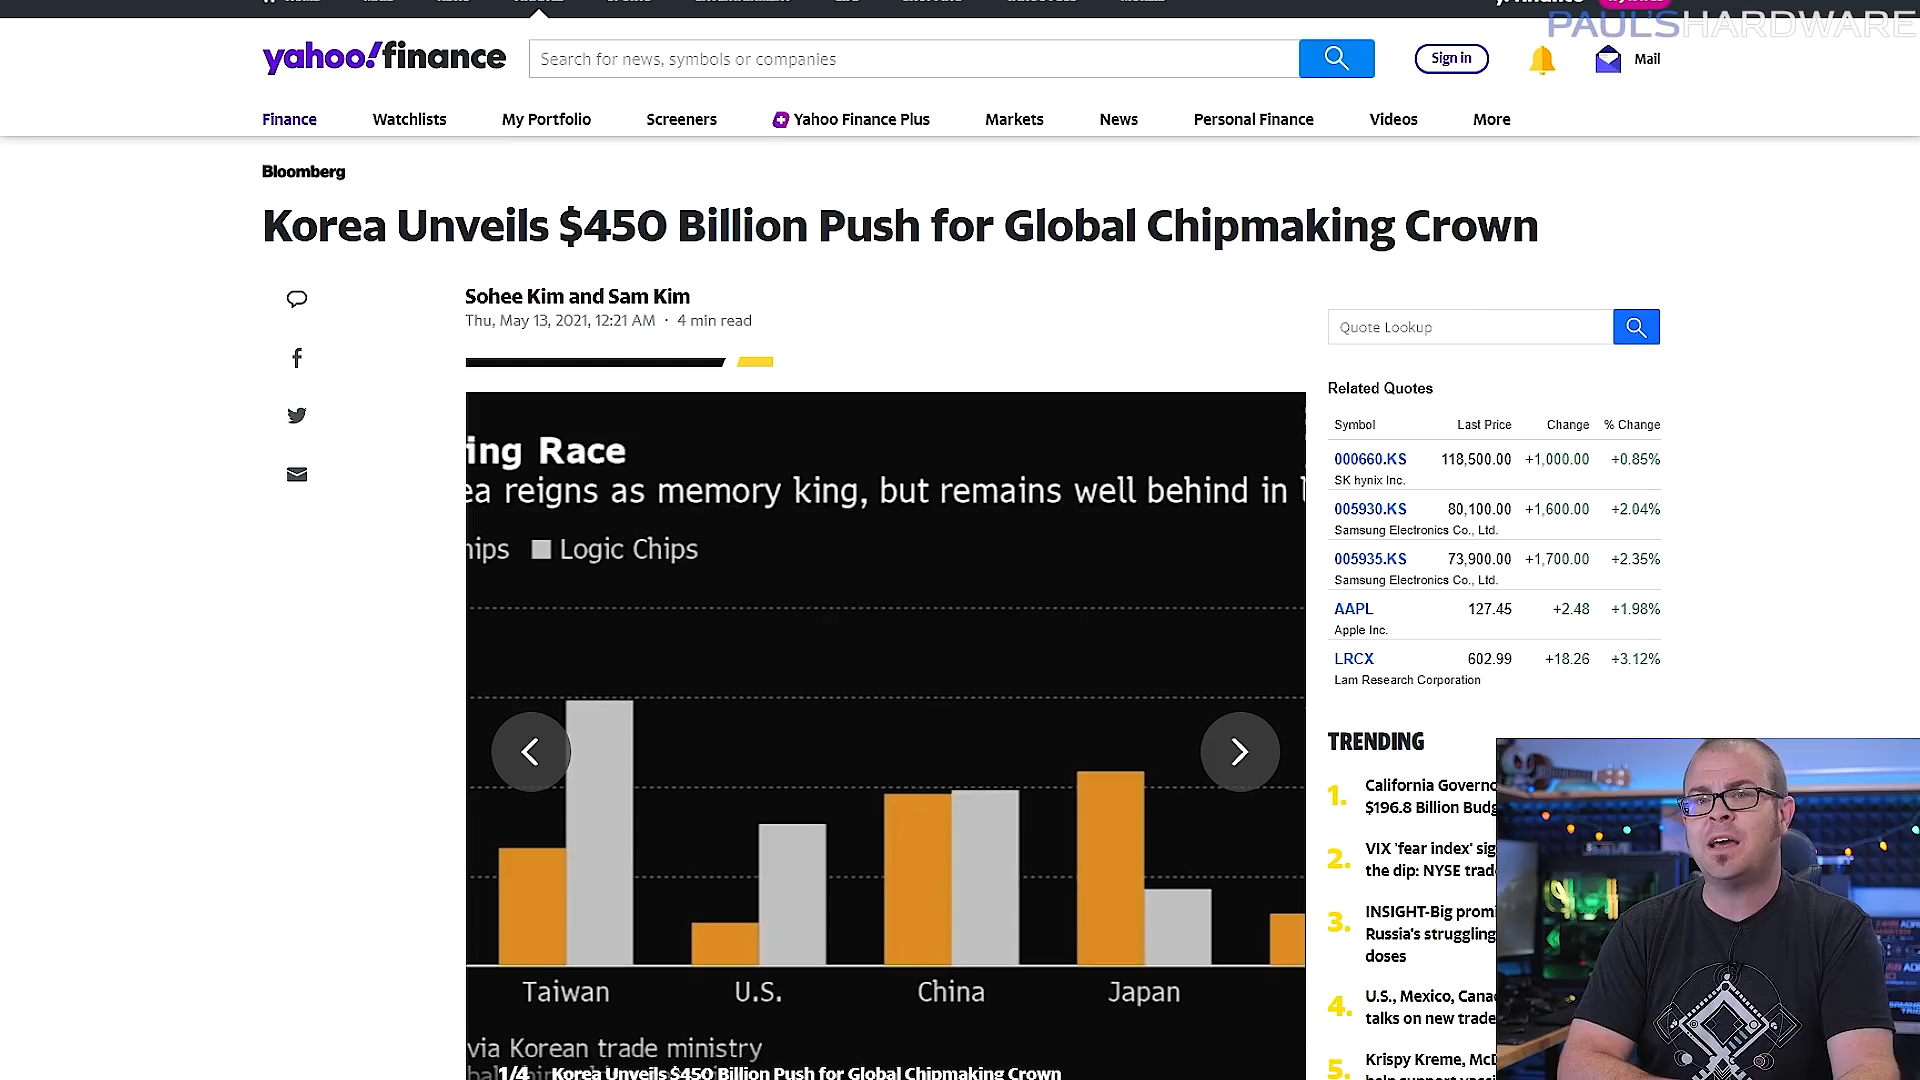 PAUL'SHARDWARE
yahoo!finance
Search for news, symbols or companies
Sign in
Mail
Finance
Watchlists
My Portfolio
Screeners
Yahoo Finance Plus
Markets
News
Personal Finance
Videos
More
Bloomberg
Korea Unveils $450 Billion Push for Global Chipmaking Crown
Sohee Kim and Sam Kim
Thu, May 13, 2021, 12:21 AM · 4 min read
ing Race
ea reigns as memory king, but remains well behind in
hips Logic Chips
Taiwan U.S. China Japan
via Korean trade ministry
1/4 Korea Unveils $450 Billion Push for Global Chipmaking Crown
Quote Lookup
Related Quotes
Symbol Last Price Change % Change
000660.KS 118,500.00 +1,000.00 +0.85%
SK hynix Inc.
005930.KS 80,100.00 +1,600.00 +2.04%
Samsung Electronics Co., Ltd.
005935.KS 73,900.00 +1,700.00 +2.35%
Samsung Electronics Co., Ltd.
AAPL 127.45 +2.48 +1.98%
Apple Inc.
LRCX 602.99 +18.26 +3.12%
Lam Research Corporation
TRENDING
1. California Governo
$196.8 Billion Budg
2. VIX 'fear index' sig
the dip: NYSE trad
3. INSIGHT-Big promi
Russia's struggling
doses
4. U.S., Mexico, Cana
talks on new trade
5. Krispy Kreme, McD